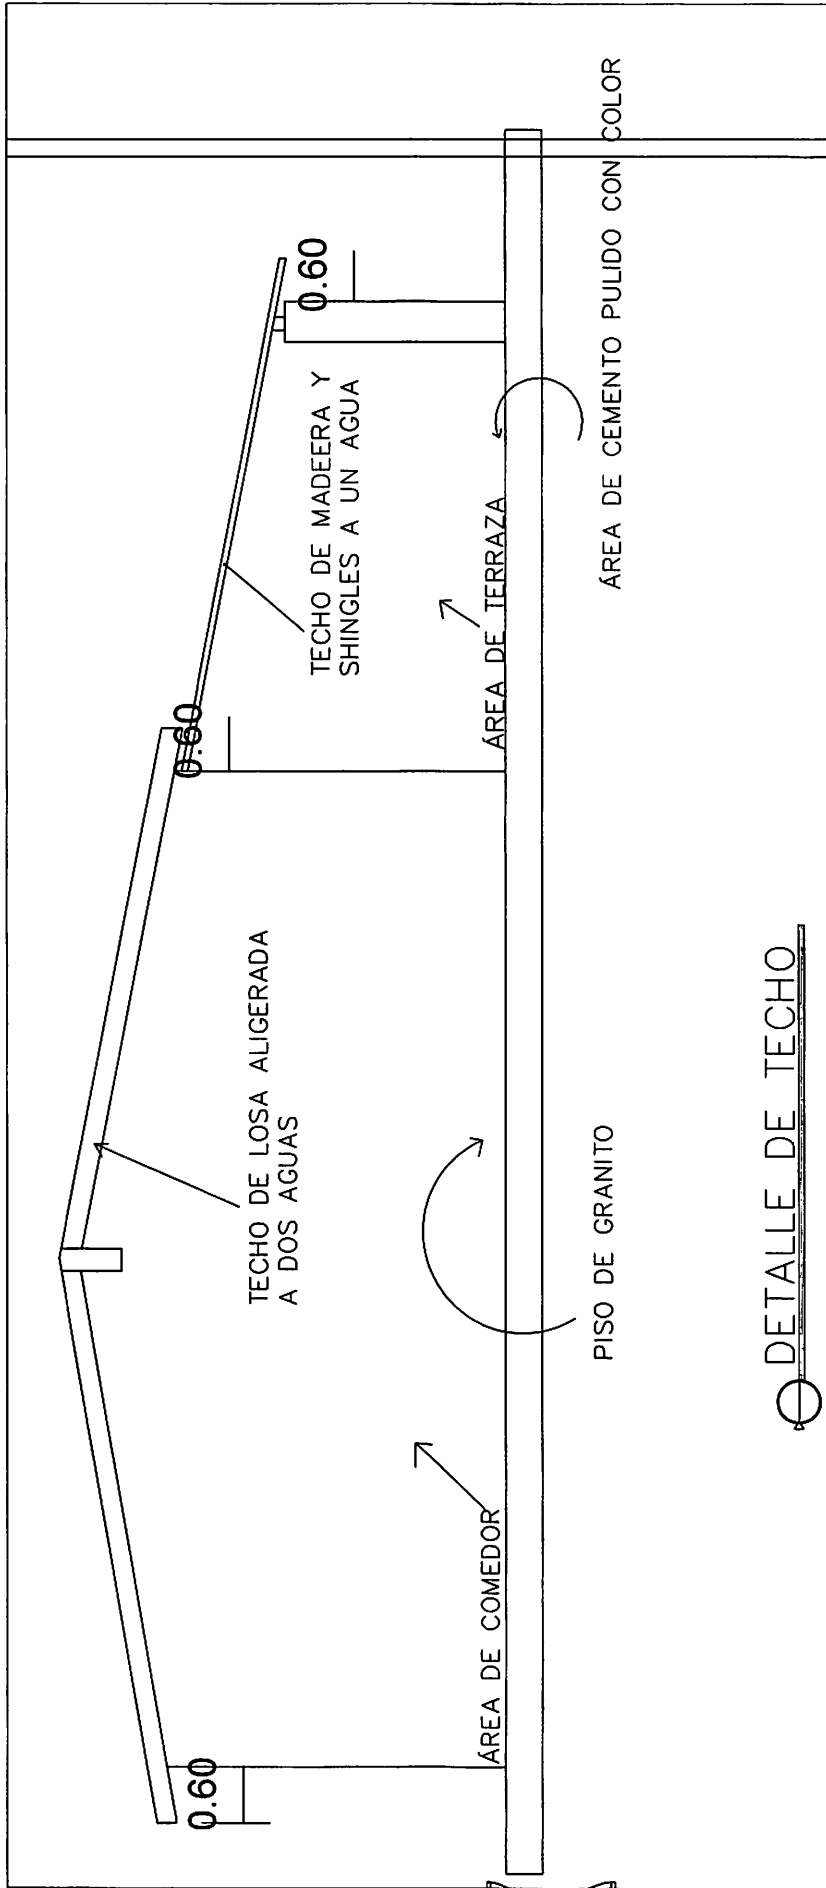 0.60
0.60
0.60
TECHO DE LOSA ALIGERADA
A DOS AGUAS
TECHO DE MADEERA Y
SHINGLES A UN AGUA
ÁREA DE COMEDOR
ÁREA DE TERRAZA
PISO DE GRANITO
ÁREA DE CEMENTO PULIDO CON COLOR
DETALLE DE TECHO